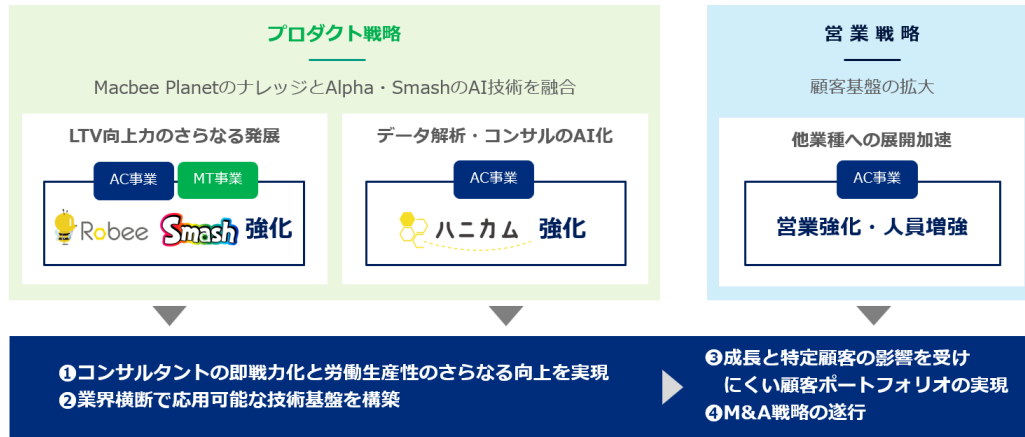 プロダクト戦略
Macbee PlanetのナレッジとAlpha・SmashのAI技術を融合
LTV向上力のさらなる発展
AC事業
MT事業
Robee Smash 強化
データ解析・コンサルのAI化
AC事業
ハニカム 強化
営業戦略
顧客基盤の拡大
他業種への展開加速
AC事業
営業強化・人員増強
❶コンサルタントの即戦力化と労働生産性のさらなる向上を実現
❷業界横断で応用可能な技術基盤を構築
❸成長と特定顧客の影響を受け
にくい顧客ポートフォリオの実現
❹M&A戦略の遂行